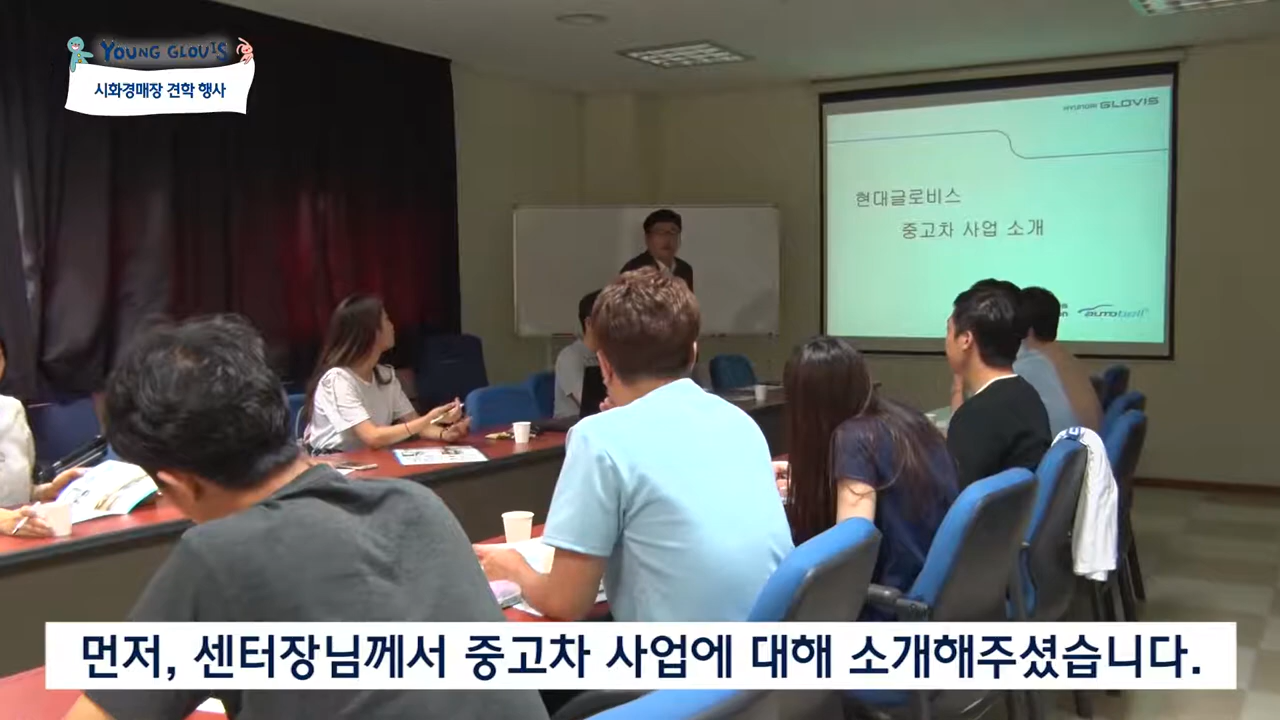 YOUNG GLOVIS
시화경매장 견학 행사
HYUNDAI GLOVIS
현대글로비스
중고차 사업 소개
autobell
먼저, 센터장님께서 중고차 사업에 대해 소개해주셨습니다.